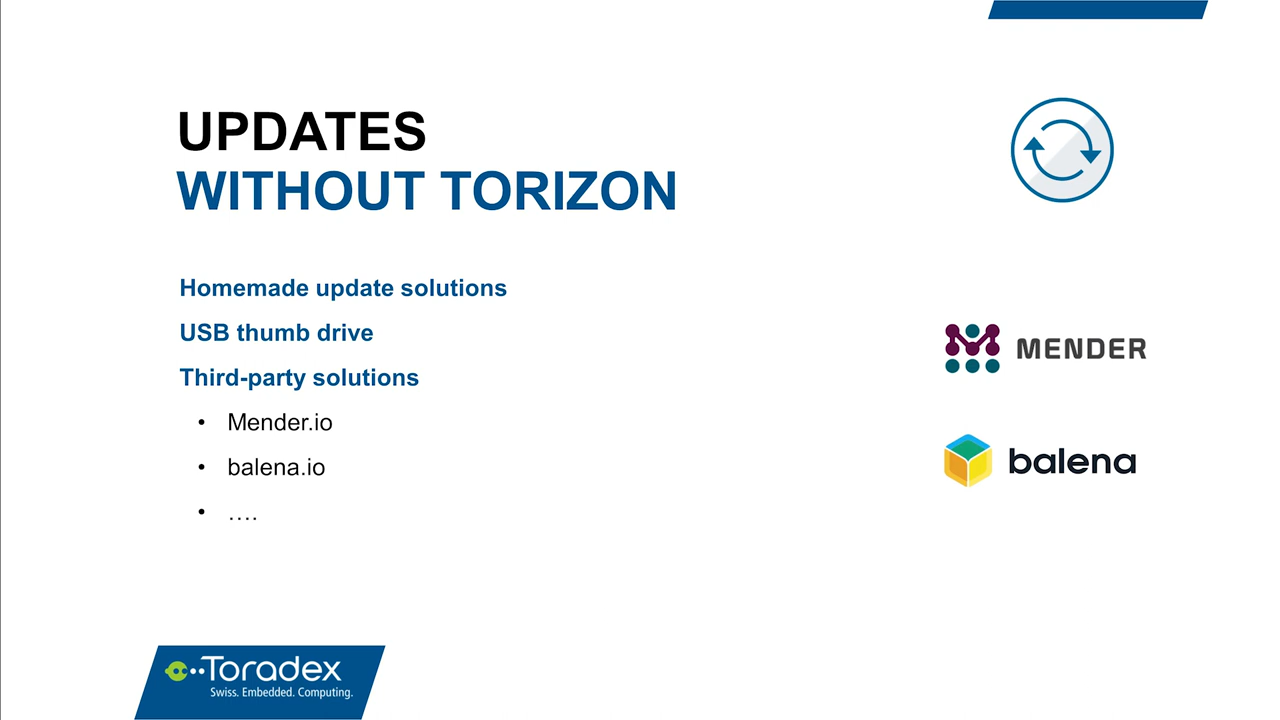 UPDATES
WITHOUT TORIZON
Homemade update solutions
USB thumb drive
Third-party solutions
• Mender.io
• balena.io
• ….
MENDER
balena
Toradex
Swiss. Embedded. Computing.